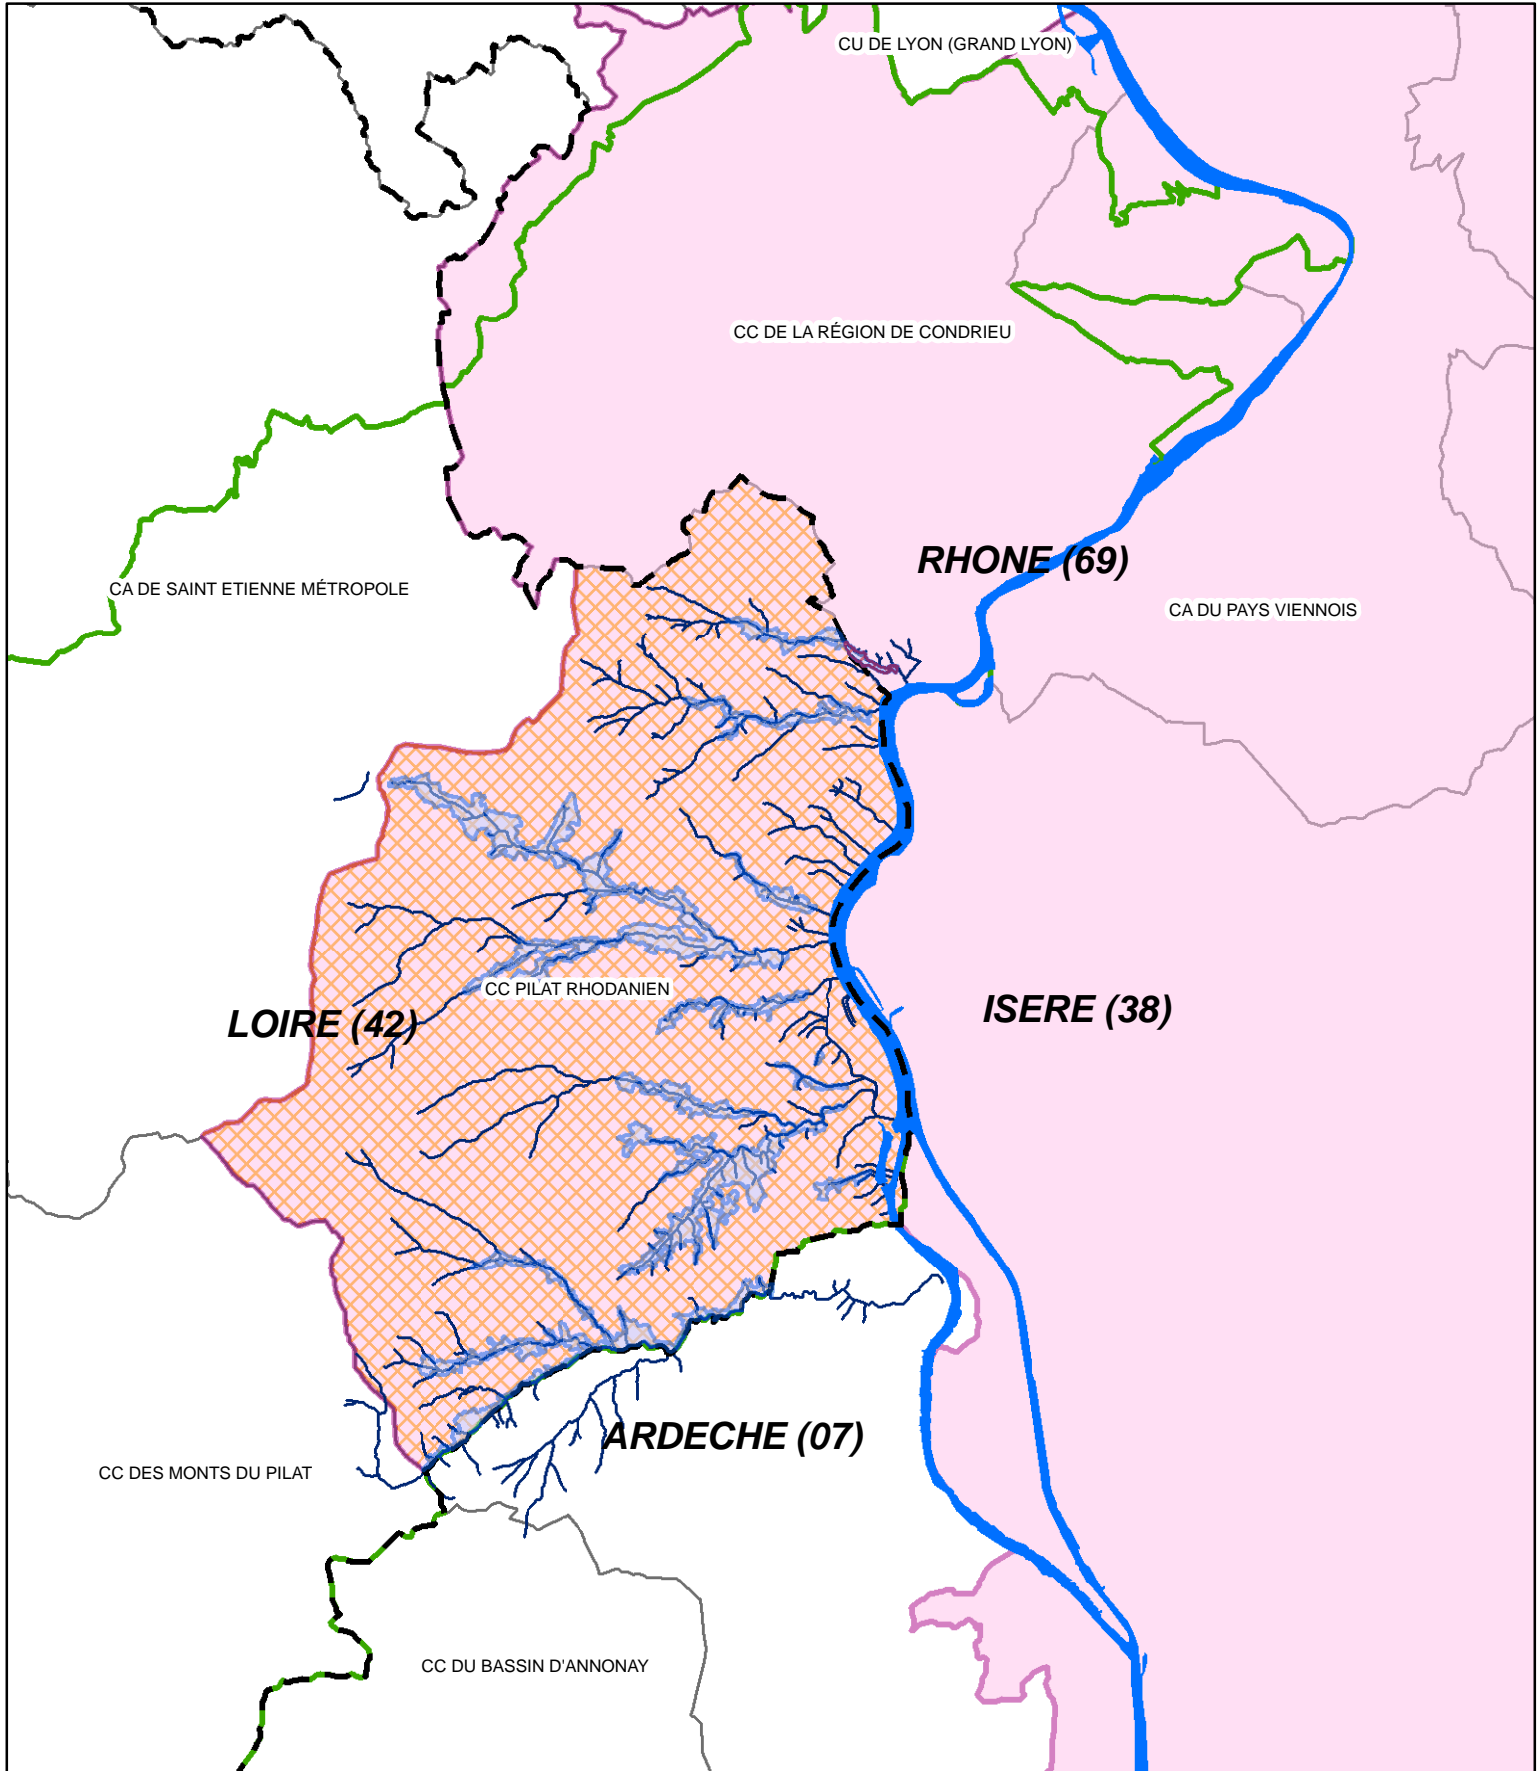 CU DE LYON (GRAND LYON)
CC DE LA RÉGION DE CONDRIEU
RHONE (69)
CA DE SAINT ETIENNE MÉTROPOLE
CA DU PAYS VIENNOIS
CC PILAT RHODANIEN
LOIRE (42)
ISERE (38)
ARDECHE (07)
CC DES MONTS DU PILAT
CC DU BASSIN D'ANNONAY